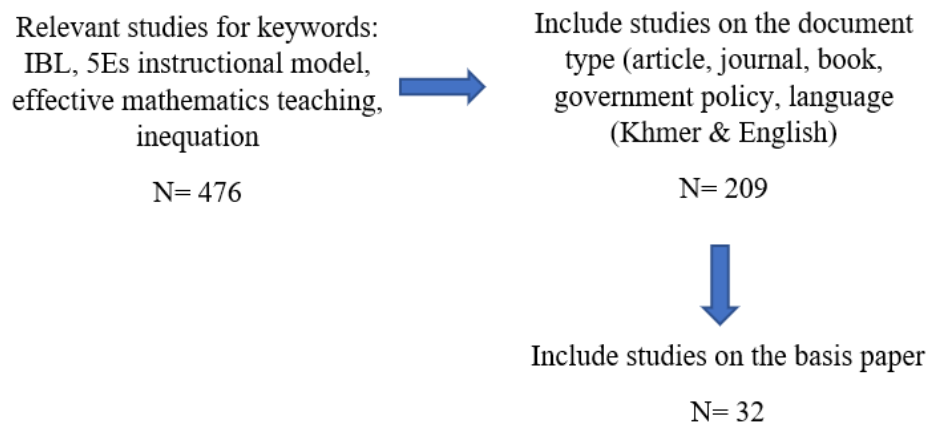 Relevant studies for keywords:
IBL, 5Es instructional model,
effective mathematics teaching,
inequation
N= 476
Include studies on the document
type (article, journal, book,
government policy, language
(Khmer & English)
N= 209
Include studies on the basis paper
N= 32